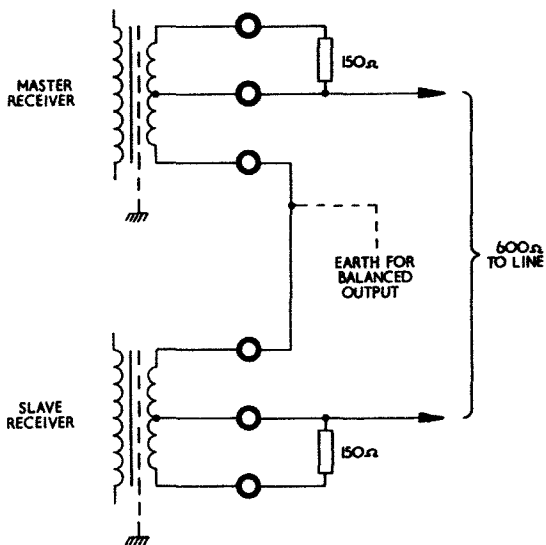 150Ω
MASTER
RECEIVER
600Ω
TO LINE
EARTH FOR
BALANCED
OUTPUT
SLAVE
RECEIVER
150Ω